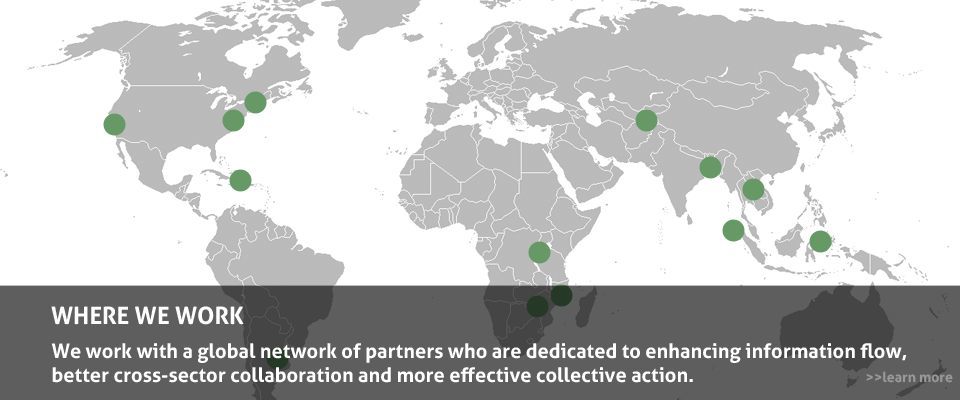 WHERE WE WORK
We work with a global network of partners who are dedicated to enhancing information flow,
better cross-sector collaboration and more effective collective action.
>>learn more